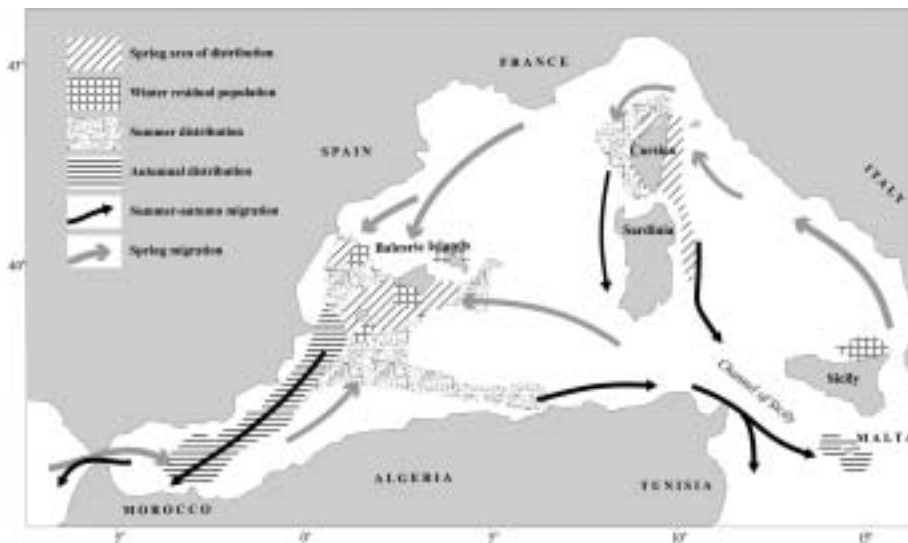 45°
Spring area of distribution
Winter residual population
Summer distribution
Autumnal distribution
Summer-autumn migration
Spring migration
FRANCE
SPAIN
Corsica
ITALY
Sardinia
Balearic islands
40°
Channel of Sicily
Sicily
MALTA
ALGERIA
TUNISIA
MOROCCO
5°
0°
5°
10°
15°